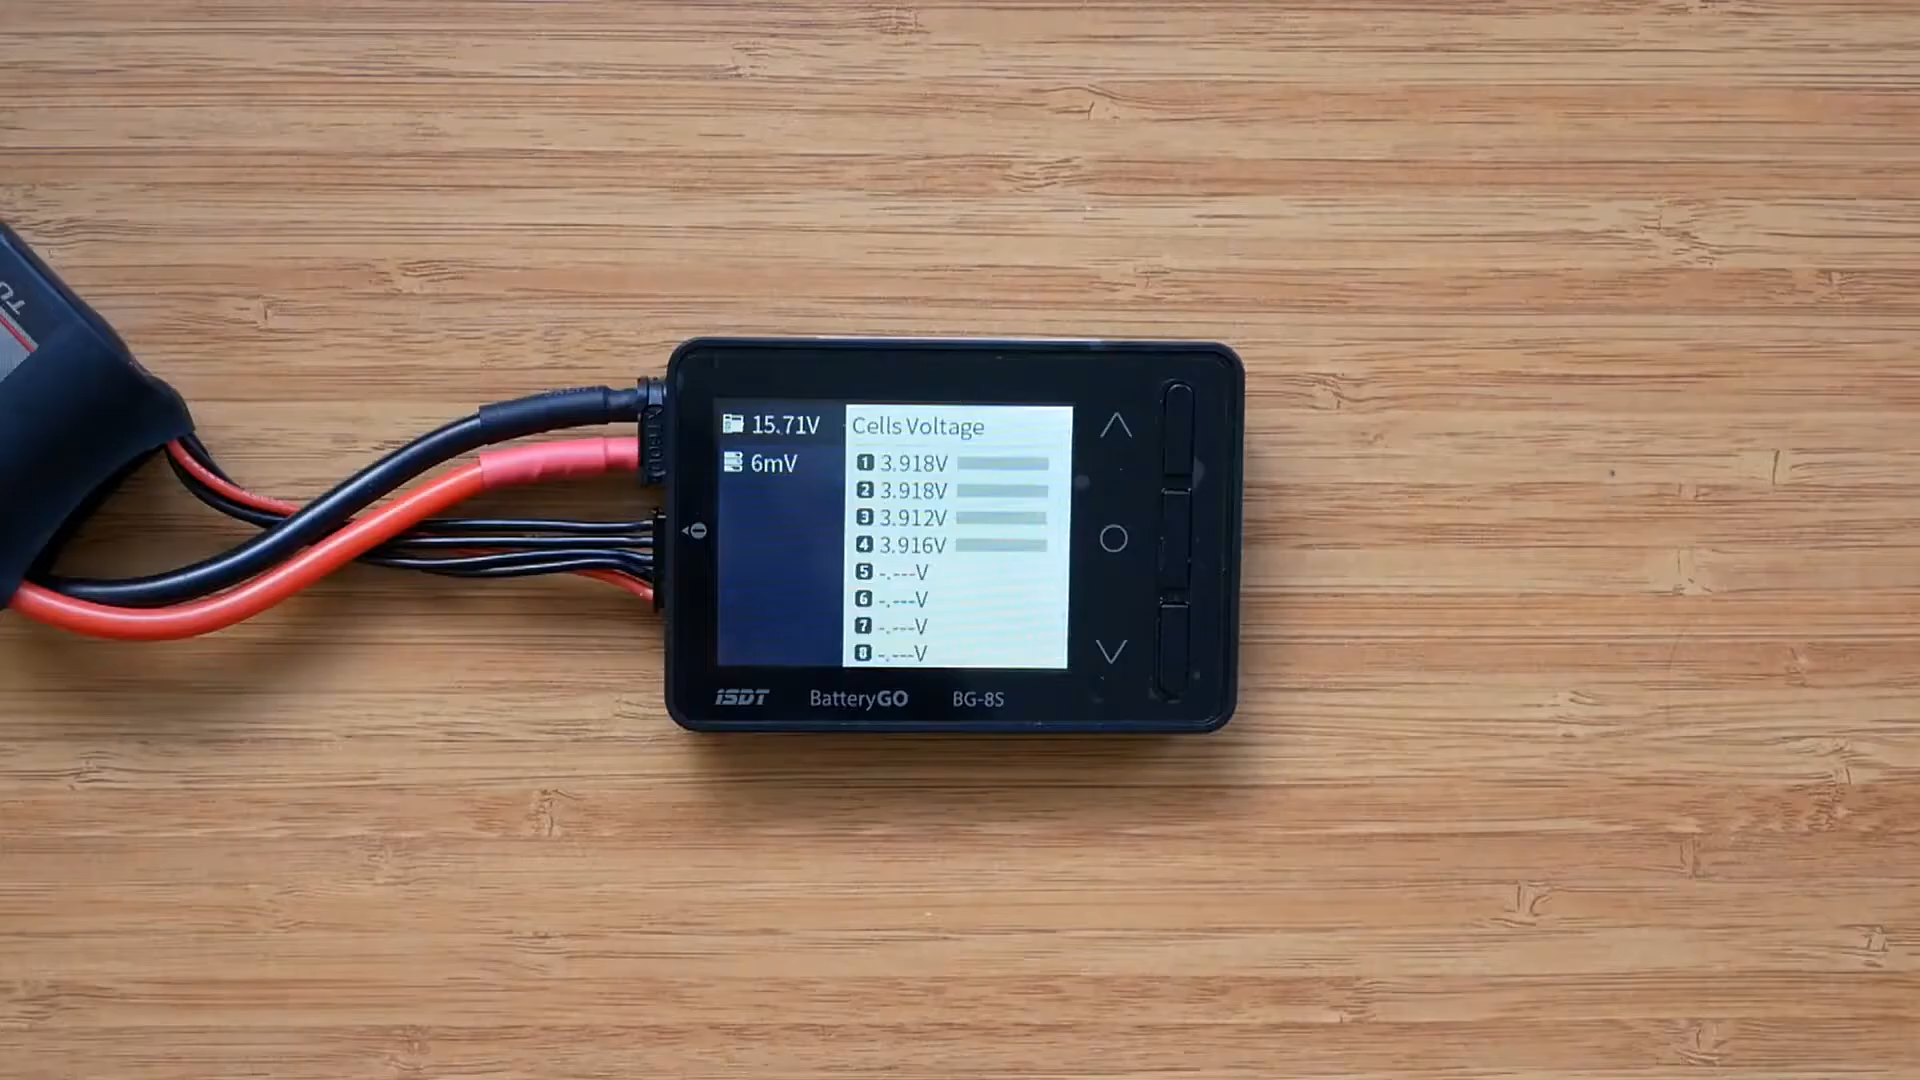 15.71V
6mV
Cells Voltage
1 3.918V
2 3.918V
3 3.912V
4 3.916V
5 -.---V
6 -.---V
7 -.---V
8 -.---V
ISDT BatteryGO BG-8S